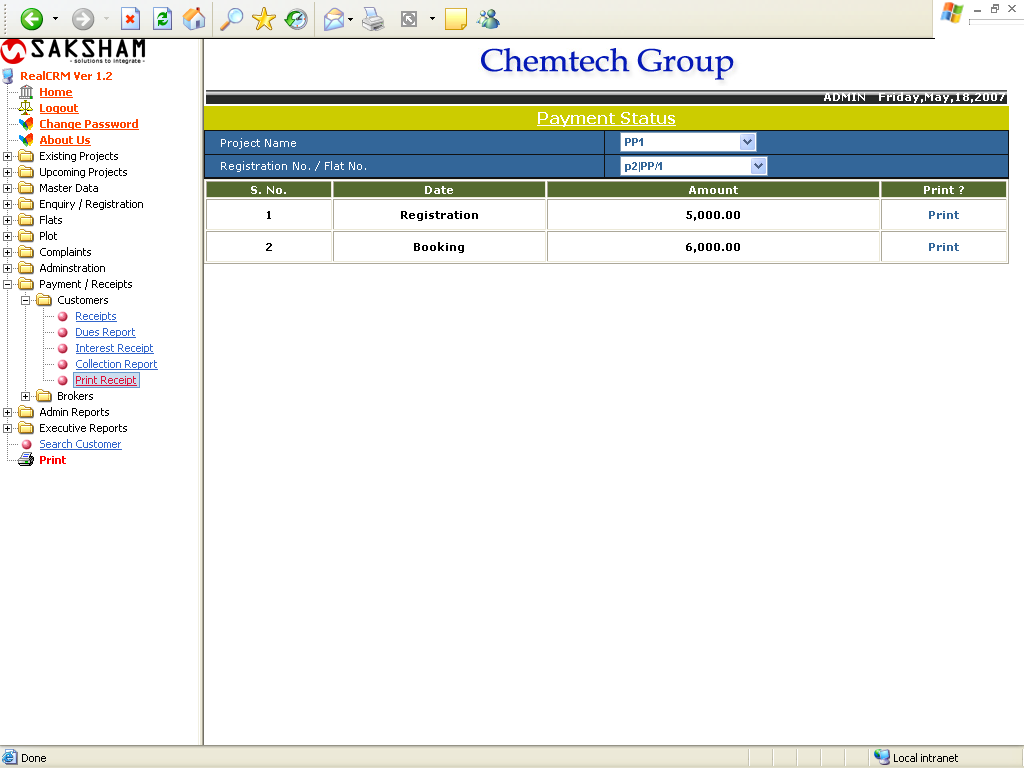 SAKSHAM
- solutions to integrate -
RealCRM Ver 1.2
Home
Logout
Change Password
About Us
Existing Projects
Upcoming Projects
Master Data
Enquiry / Registration
Flats
Plot
Complaints
Adminstration
Payment / Receipts
Customers
Receipts
Dues Report
Interest Receipt
Collection Report
Print Receipt
Brokers
Admin Reports
Executive Reports
Search Customer
Print
Chemtech Group
ADMIN Friday,May,18,2007
Payment Status
Project Name PP1
Registration No. / Flat No. p2|PP/1
S. No. Date Amount Print ?
1 Registration 5,000.00 Print
2 Booking 6,000.00 Print
Done Local intranet